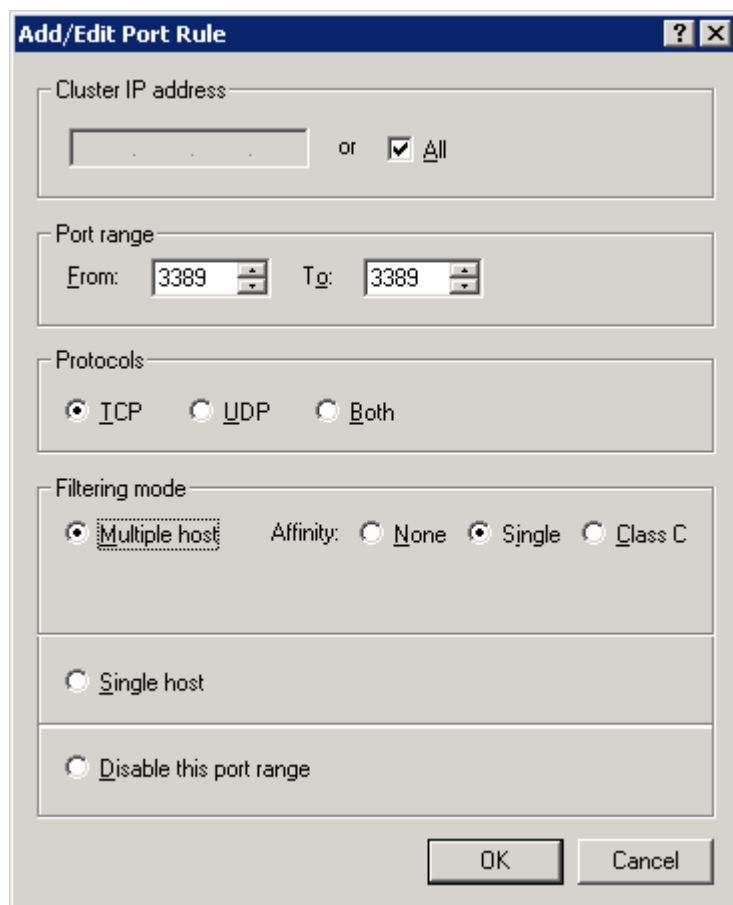 Add/Edit Port Rule
Cluster IP address
. . . or All
Port range
From: 3389 To: 3389
Protocols
TCP UDP Both
Filtering mode
Multiple host Affinity: None Single Class C
Single host
Disable this port range
OK Cancel